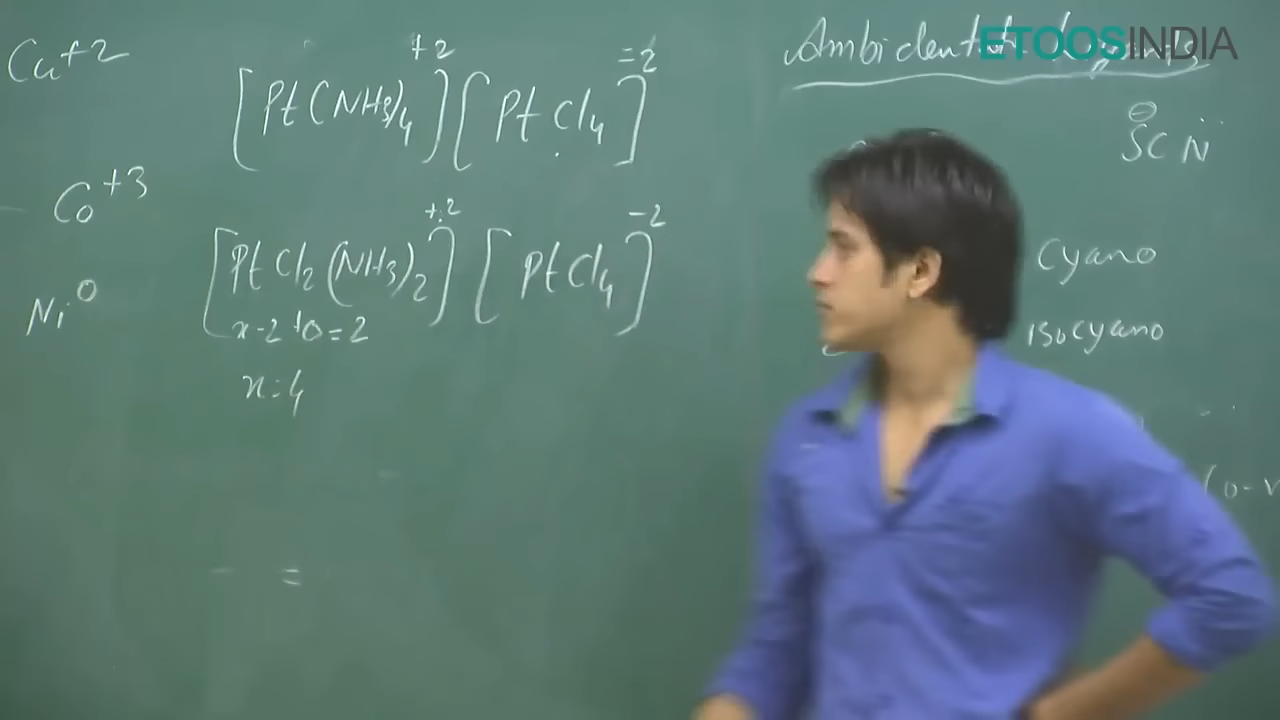 Cu+2
[Pt(NH3)4]+2 [PtCl4]-2
Co+3
[PtCl2(NH3)2]+2 [PtCl4]-2
Ni0
x-2+0=2
x=4
=
Ambidentate Ligands
ETOOSINDIA
SCN
Cyano
isocyano